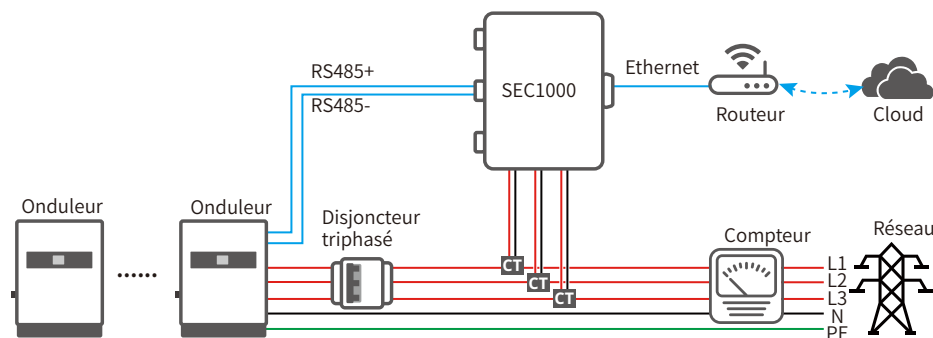 RS485+
RS485-
SEC1000
Ethernet
Routeur
Cloud
Onduleur
Onduleur
Disjoncteur
triphasé
CT
CT
CT
Compteur
Réseau
L1
L2
L3
N
PE